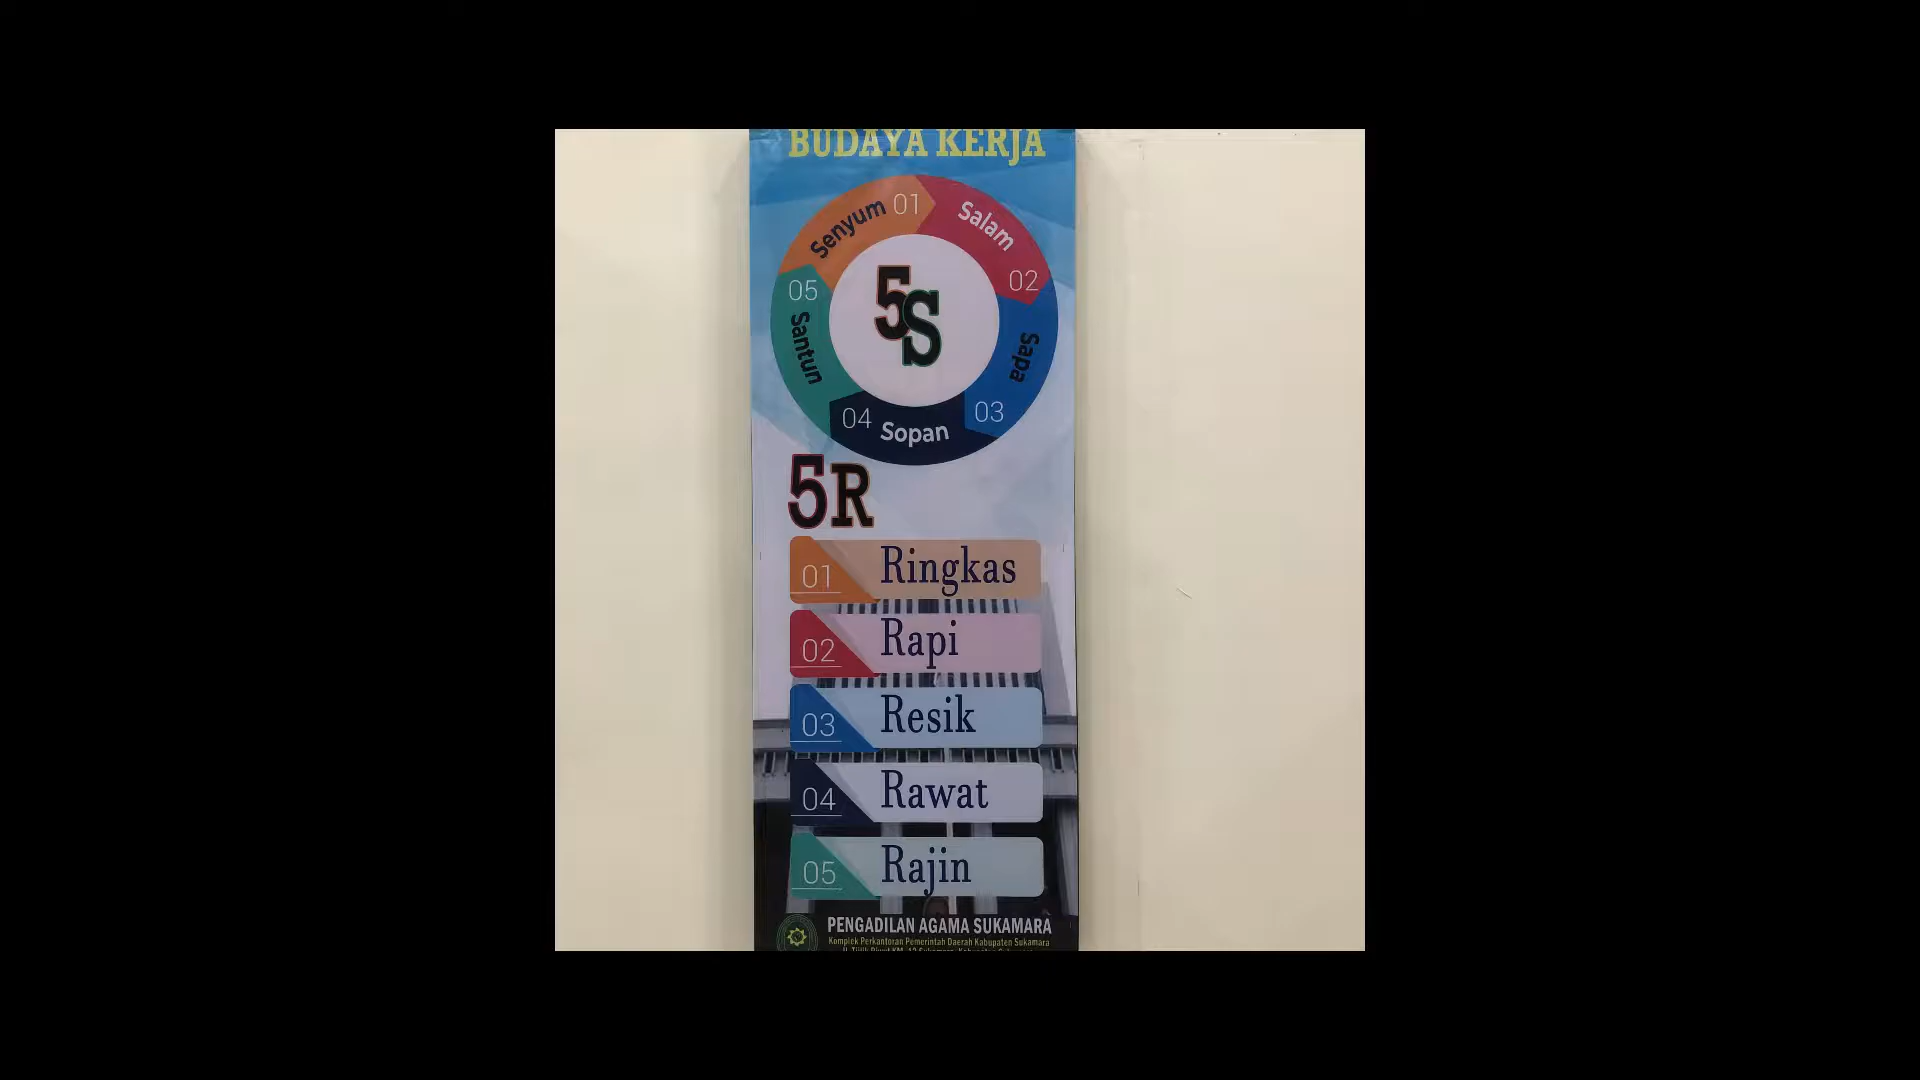 BUDAYA KERJA
Senyum 01
Salam
02
Sapa
03
Sopan
04
Santun
05
5S
5R
01 Ringkas
02 Rapi
03 Resik
04 Rawat
05 Rajin
PENGADILAN AGAMA SUKAMARA
Komplek Perkantoran Pemerintah Daerah Kabupaten Sukamara